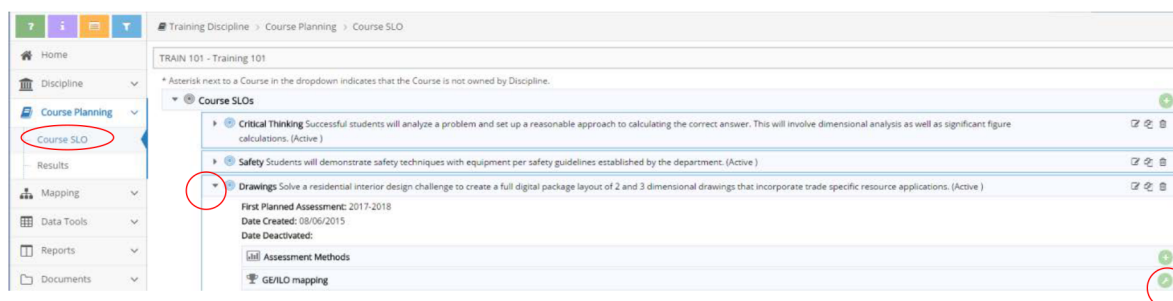 ? i
Training Discipline > Course Planning > Course SLO
Home
Discipline
Course Planning
Course SLO
Results
Mapping
Data Tools
Reports
Documents
TRAIN 101 - Training 101
* Asterisk next to a Course in the dropdown indicates that the Course is not owned by Discipline.
Course SLOs
Critical Thinking Successful students will analyze a problem and set up a reasonable approach to calculating the correct answer. This will involve dimensional analysis as well as significant figure
calculations. (Active )
Safety Students will demonstrate safety techniques with equipment per safety guidelines established by the department. (Active )
Drawings Solve a residential interior design challenge to create a full digital package layout of 2 and 3 dimensional drawings that incorporate trade specific resource applications. (Active )
First Planned Assessment: 2017-2018
Date Created: 08/06/2015
Date Deactivated:
Assessment Methods
GE/ILO mapping